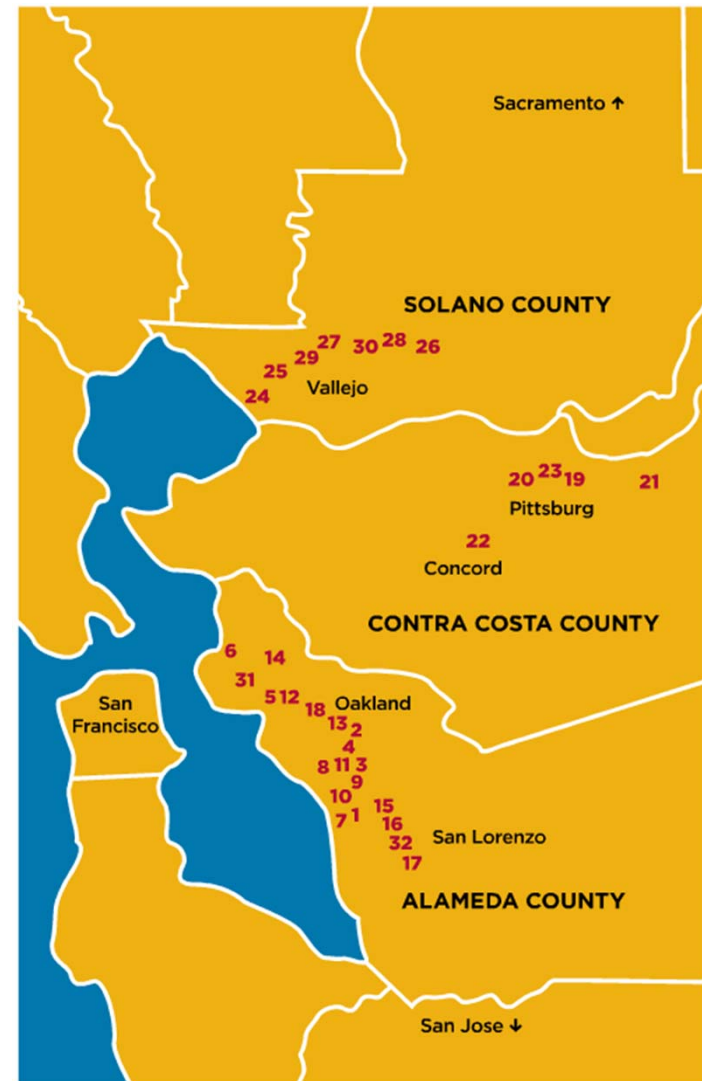 Sacramento ↑
SOLANO COUNTY
27
30
28
26
29
25
Vallejo
24
20
23
19
21
Pittsburg
22
Concord
CONTRA COSTA COUNTY
6
14
31
5
12
18
Oakland
San
Francisco
13
2
4
8
11
3
9
10
15
7
1
16
32
San Lorenzo
17
ALAMEDA COUNTY
San Jose ↓